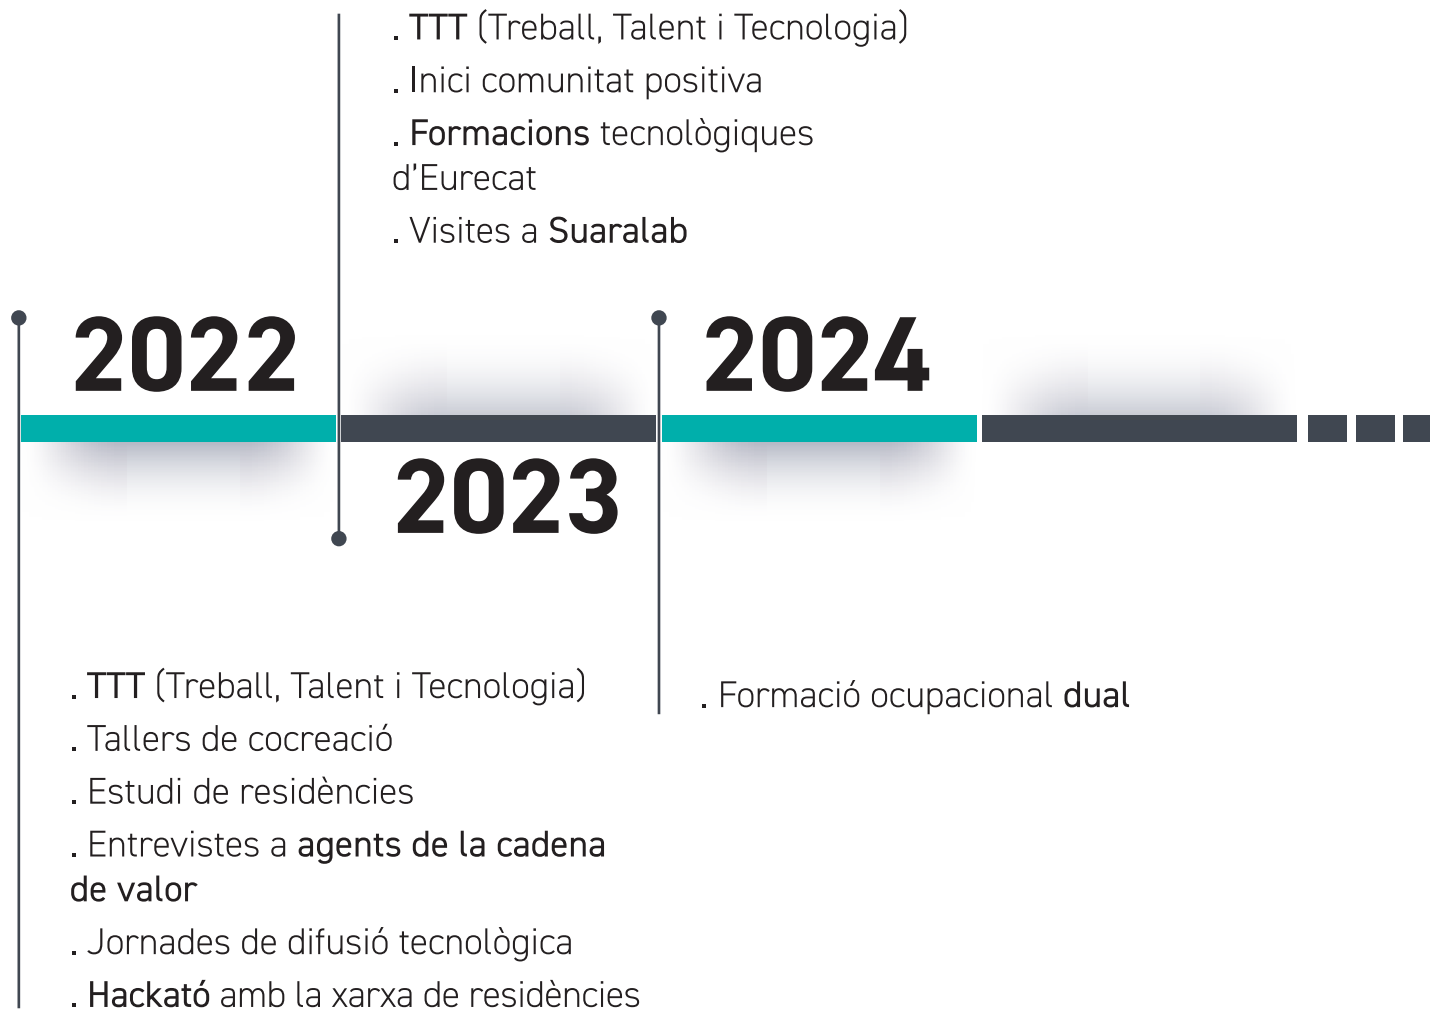 . TTT (Treball, Talent i Tecnologia)
. Inici comunitat positiva
. Formacions tecnològiques
d’Eurecat
. Visites a Suaralab
2022
2024
2023
. TTT (Treball, Talent i Tecnologia)
. Tallers de cocreació
. Estudi de residències
. Entrevistes a agents de la cadena
de valor
. Jornades de difusió tecnològica
. Hackató amb la xarxa de residències
. Formació ocupacional dual